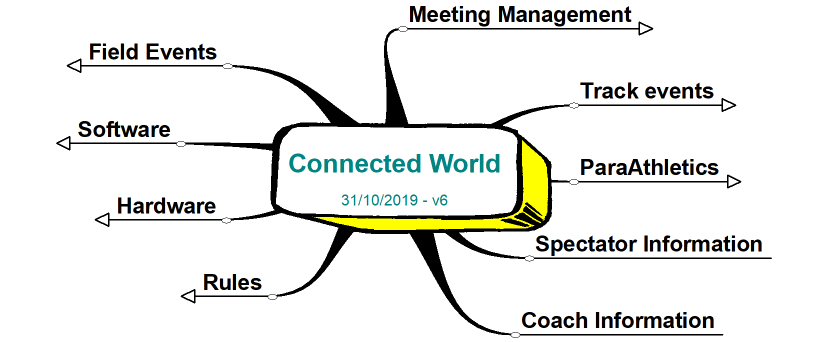 Meeting Management
Field Events
Track events
Software
Connected World
ParaAthletics
31/10/2019 - v6
Hardware
Spectator Information
Rules
Coach Information